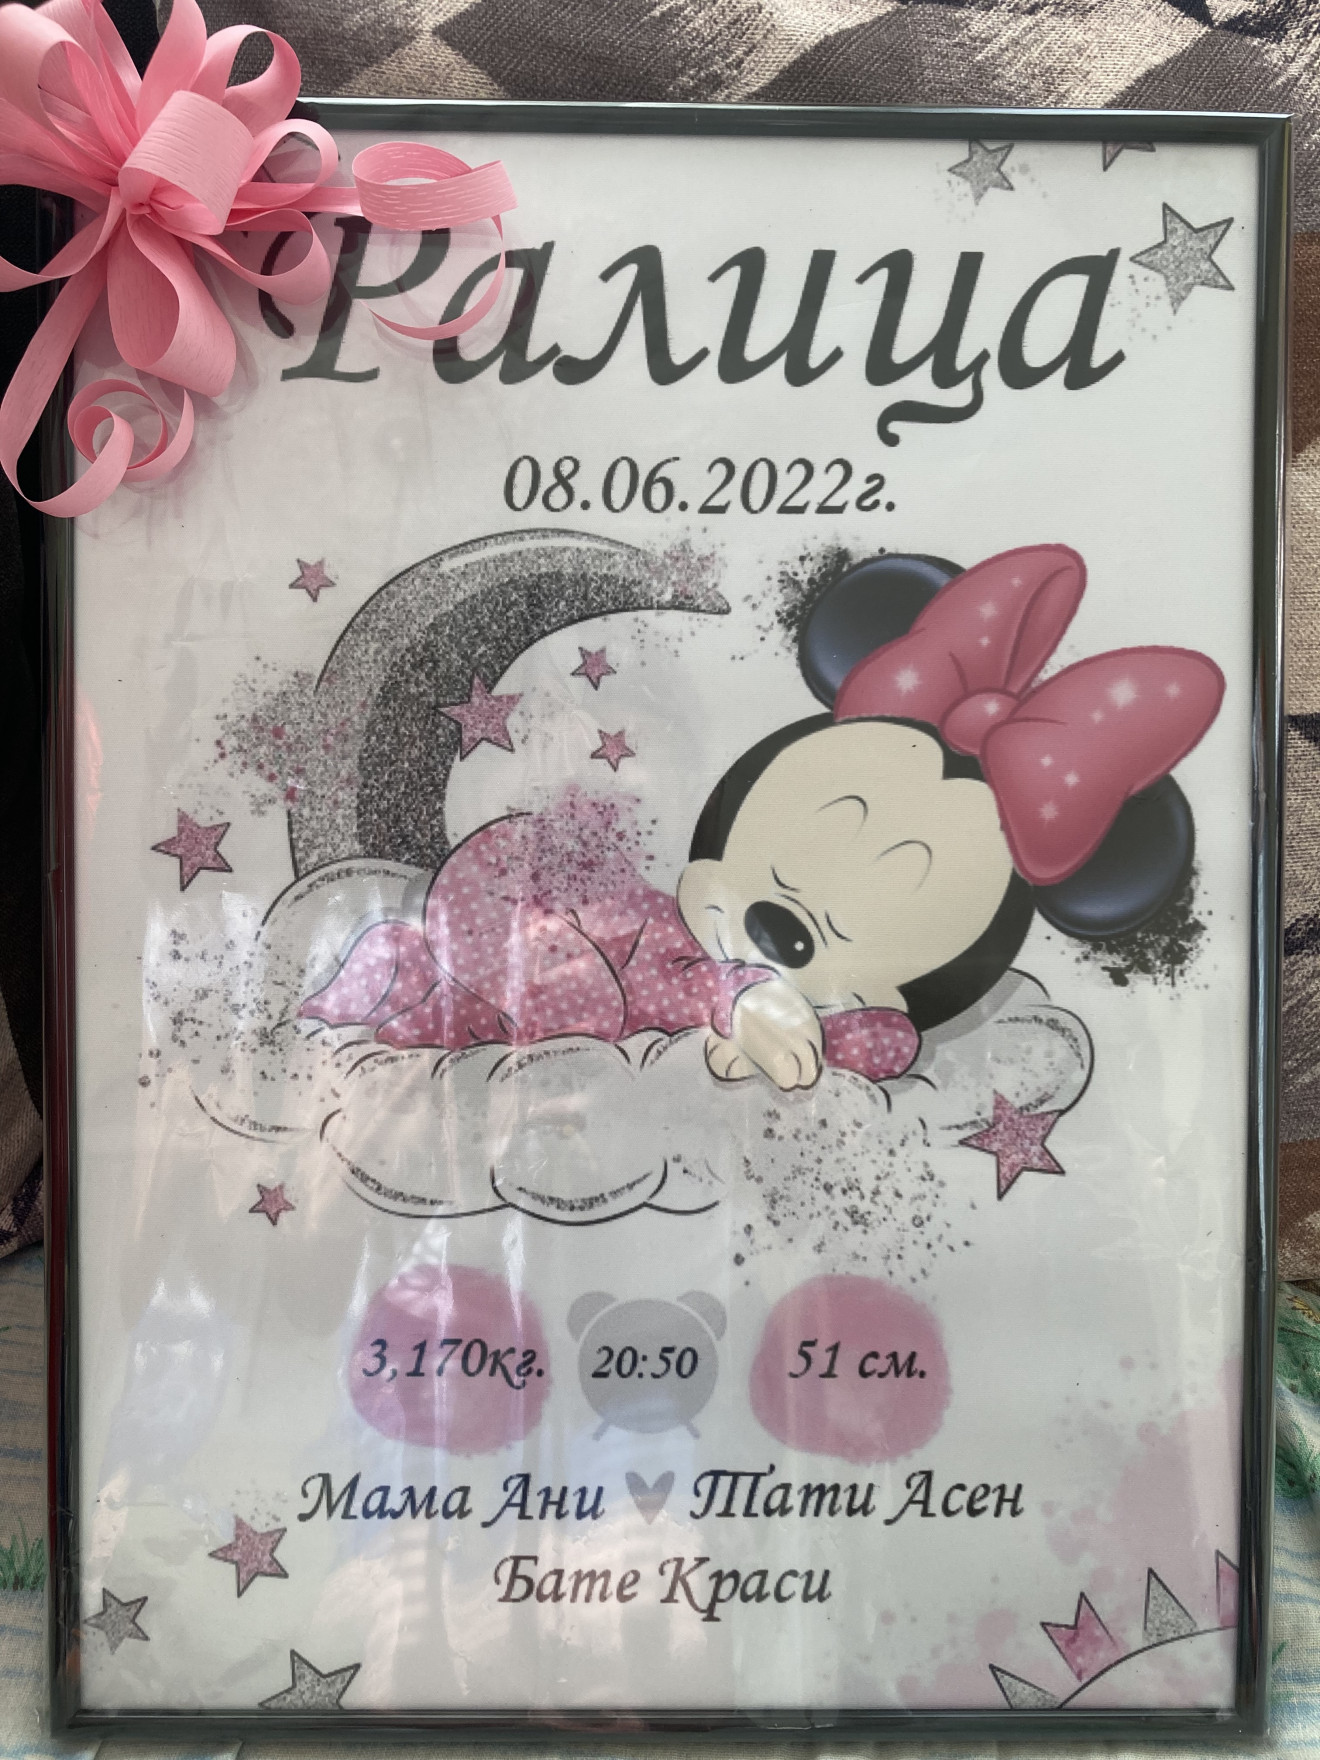 Ралица
08.06.2022г.
3,170кг. 20:50 51 см.
Мама Ани Тати Асен
Бате Краси